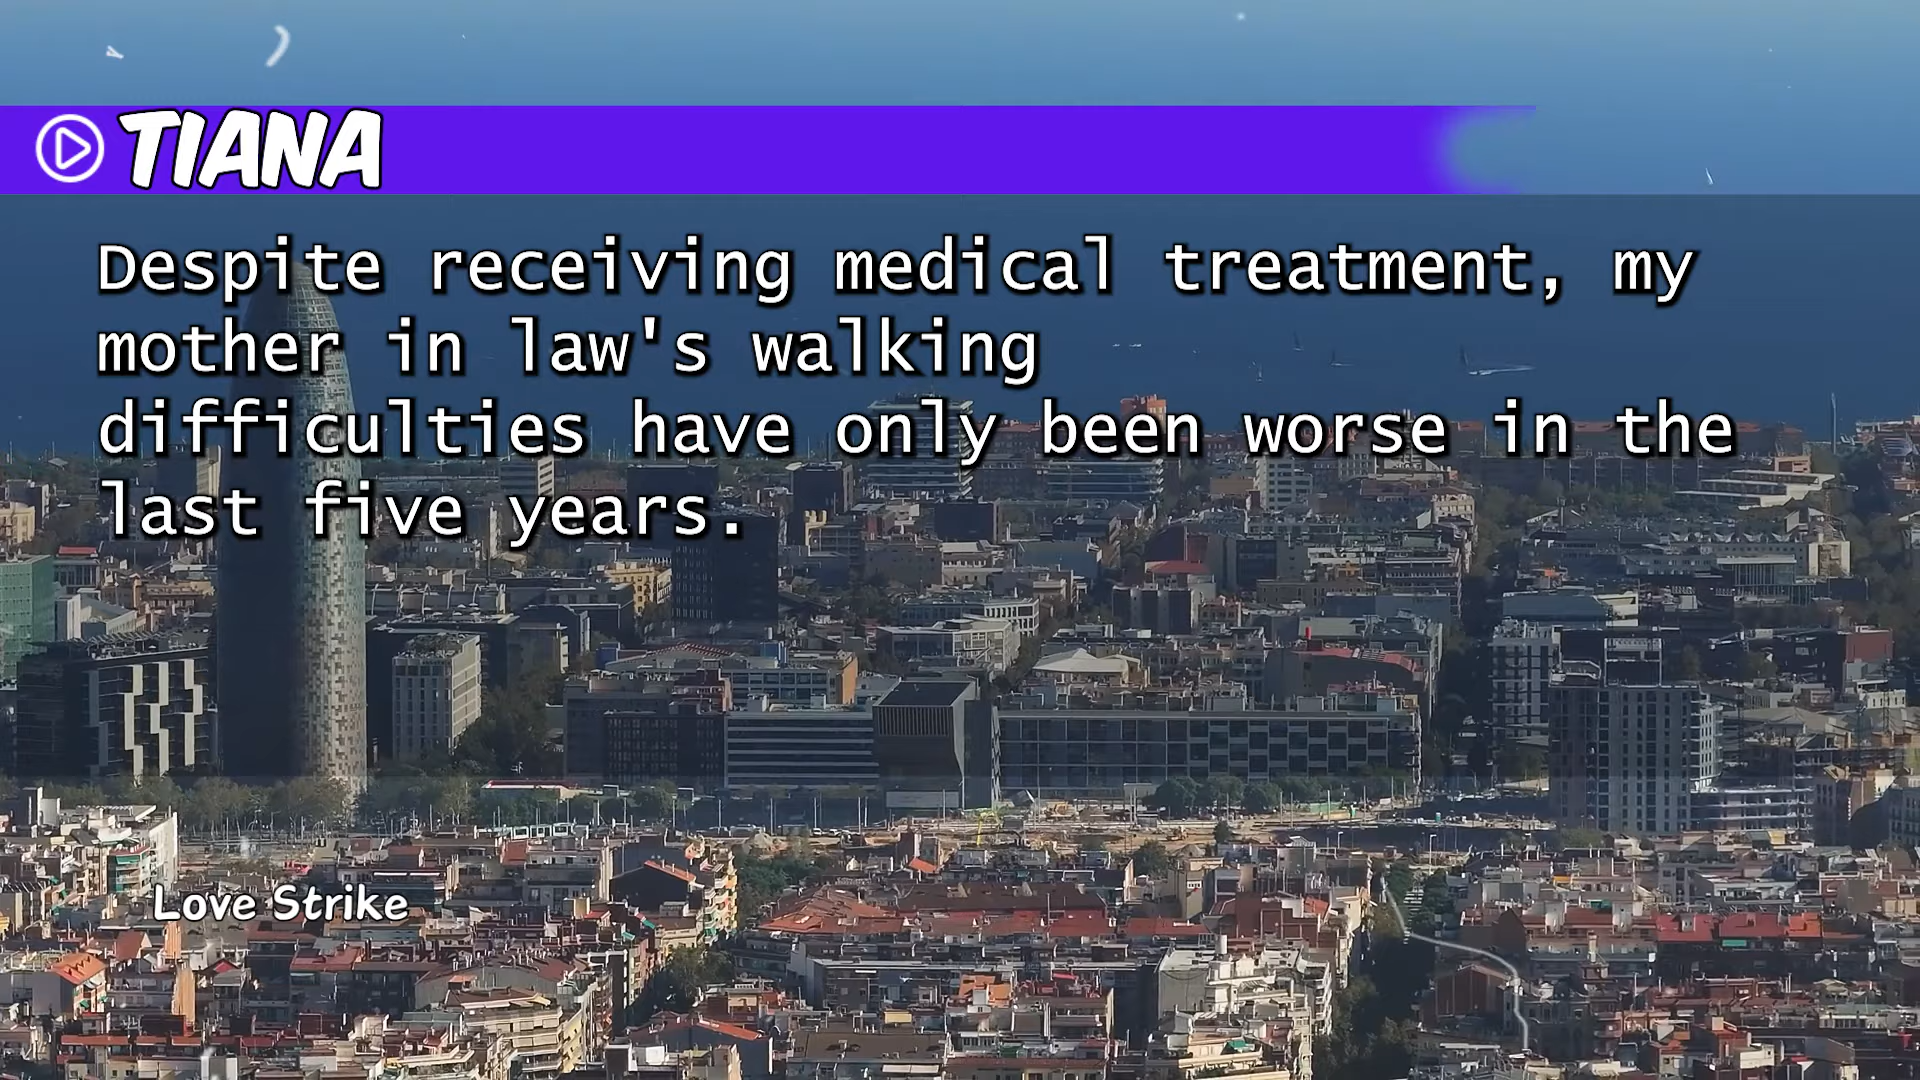 TIANA
Despite receiving medical treatment, my
mother in law's walking
difficulties have only been worse in the
last five years.
Love Strike